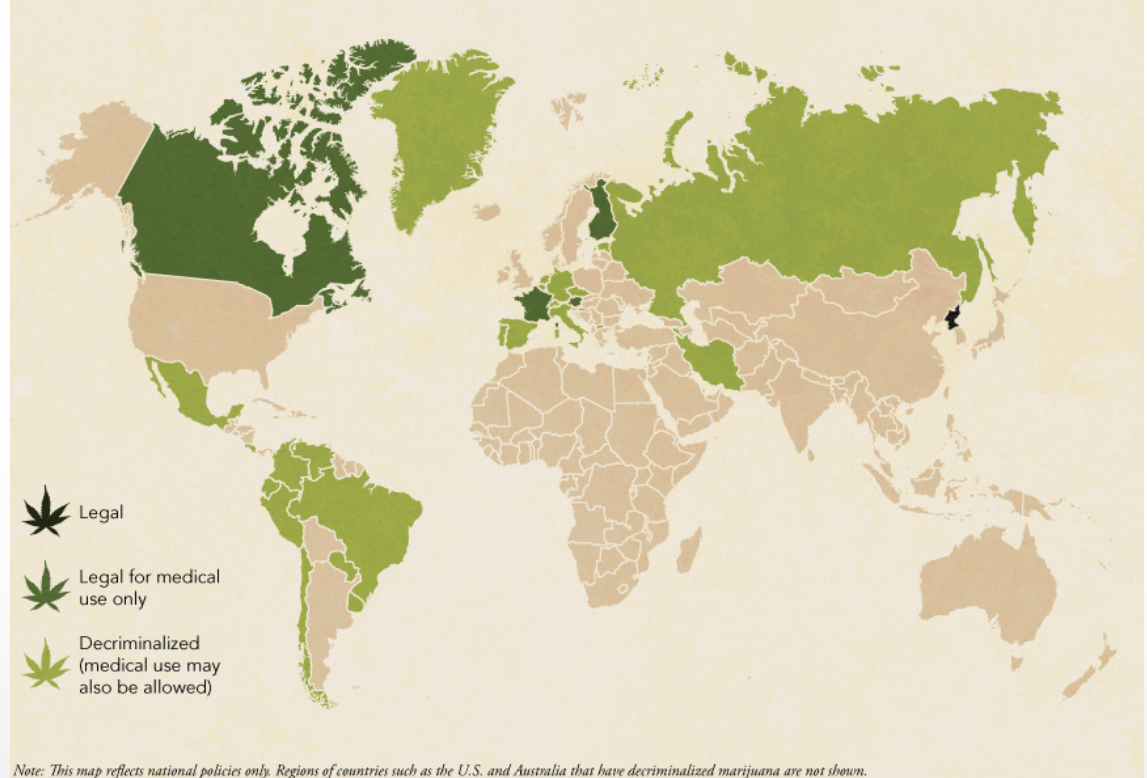 Legal
Legal for medical
use only
Decriminalized
(medical use may
also be allowed)
Note: This map reflects national policies only. Regions of countries such as the U.S. and Australia that have decriminalized marijuana are not shown.